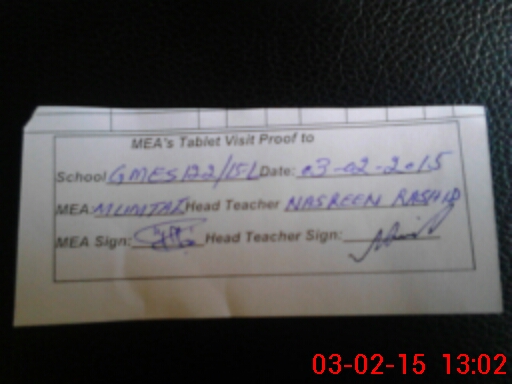 MEA's Tablet Visit Proof to
School GMES 122/15-L Date: 03-02-2015
MEA: MUMTAZ Head Teacher NASREEN RASHID
MEA Sign: Head Teacher Sign:
03-02-15 13:02